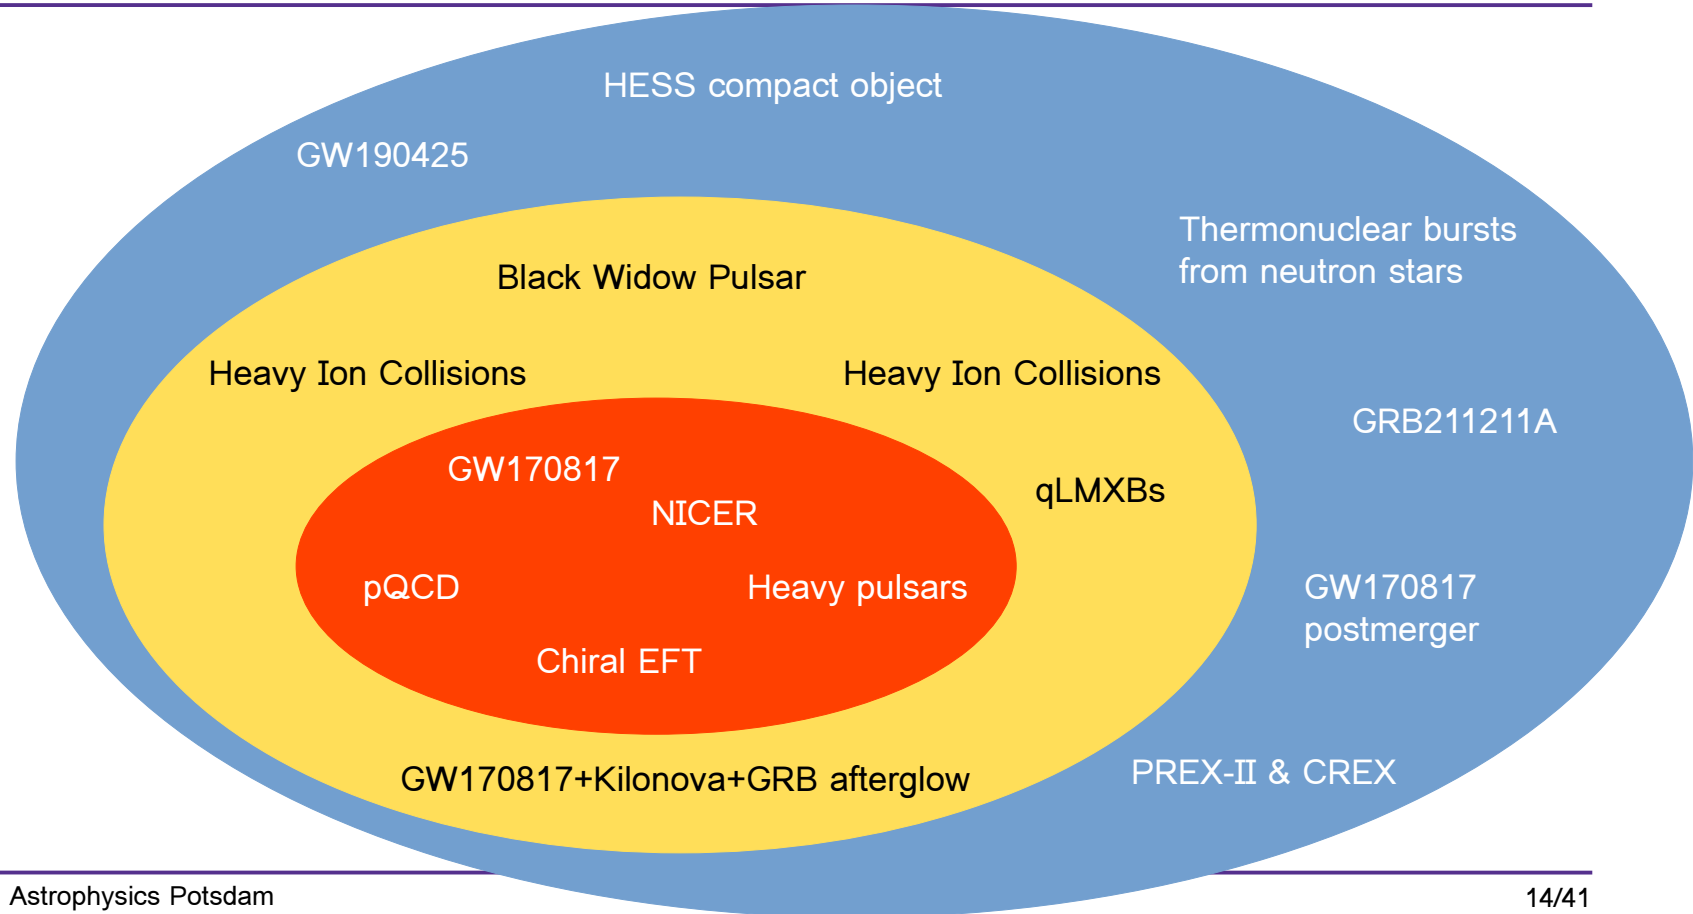 HESS compact object
GW190425
Thermonuclear bursts
from neutron stars
Black Widow Pulsar
Heavy Ion Collisions
Heavy Ion Collisions
GRB211211A
GW170817
qLMXBs
NICER
pQCD
Heavy pulsars
GW170817
postmerger
Chiral EFT
GW170817+Kilonova+GRB afterglow
PREX-II & CREX
Astrophysics Potsdam
14/41